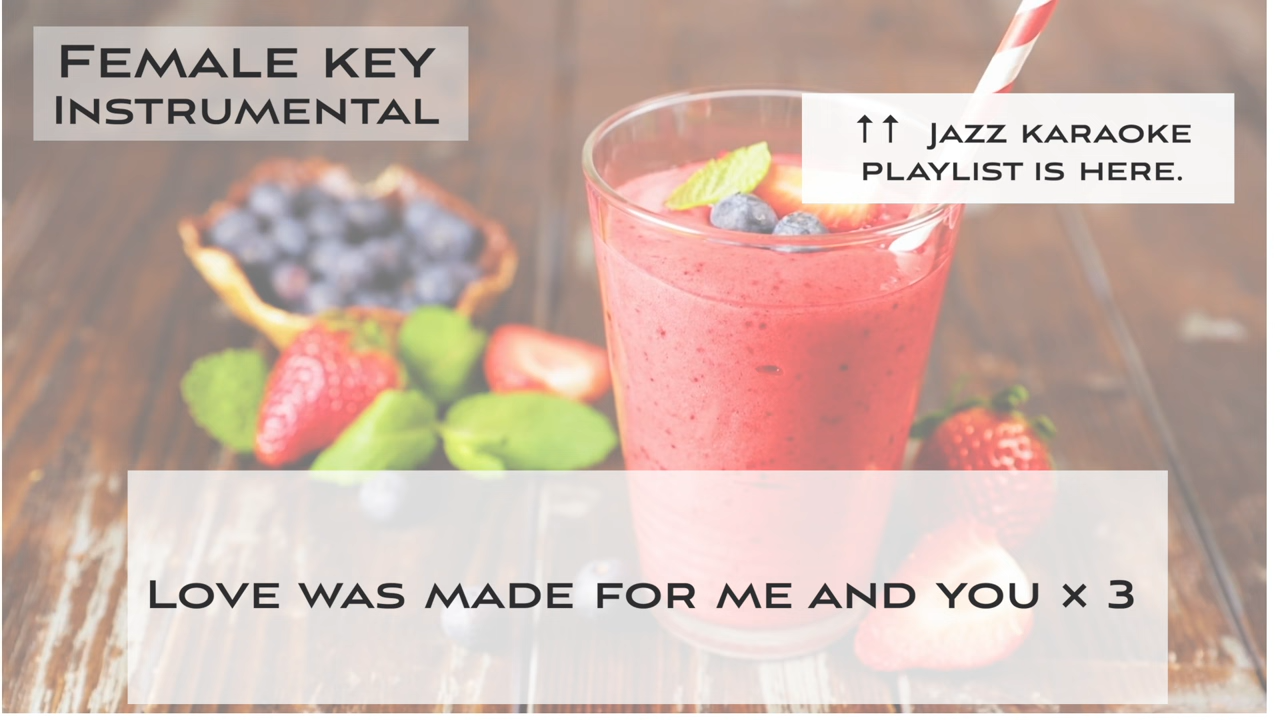 Female key
Instrumental
↑↑ Jazz karaoke
playlist is here.
Love was made for me and you × 3